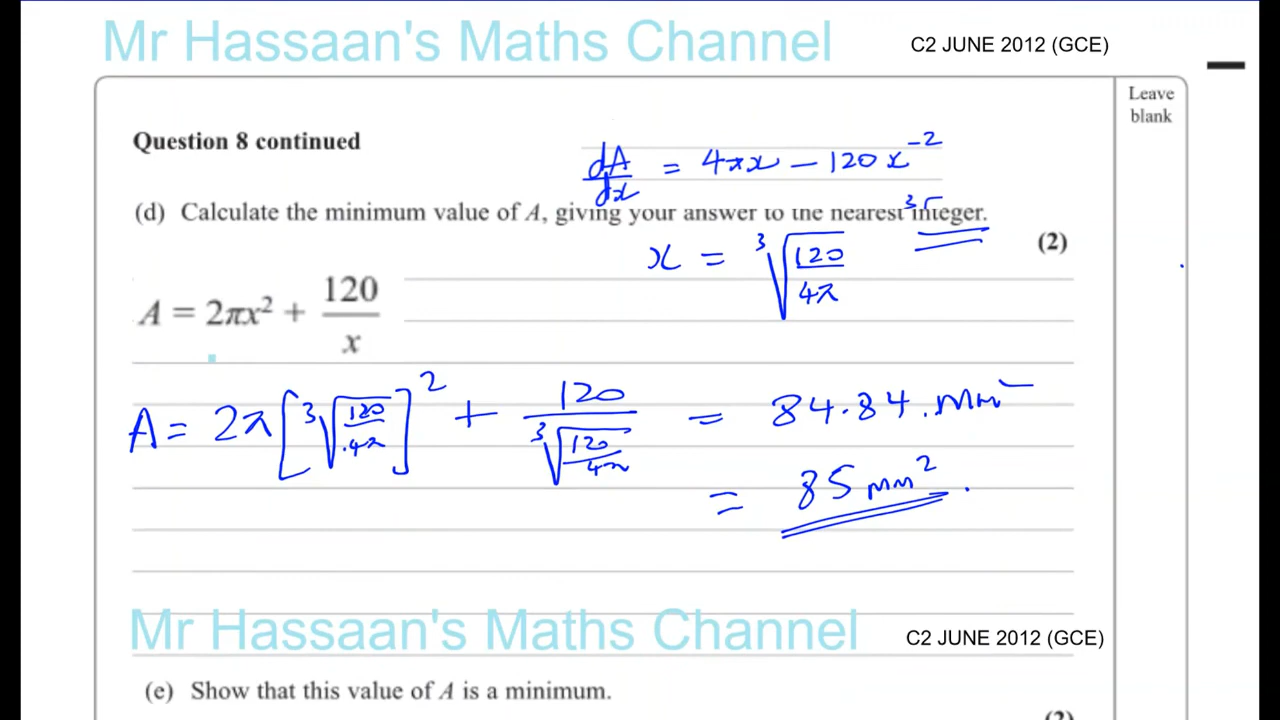 Mr Hassaan's Maths Channel
C2 JUNE 2012 (GCE)
Leave
blank
Question 8 continued
dA/dx = 4πx − 120x⁻²
(d) Calculate the minimum value of A, giving your answer to the nearest integer.
∛
(2)
x = ∛(120/4π)
A = 2πx² + 120/x
A = 2π[∛(120/4π)]² + 120/∛(120/4π) = 84.84.mm²
= 85mm².
Mr Hassaan's Maths Channel
C2 JUNE 2012 (GCE)
(e) Show that this value of A is a minimum.